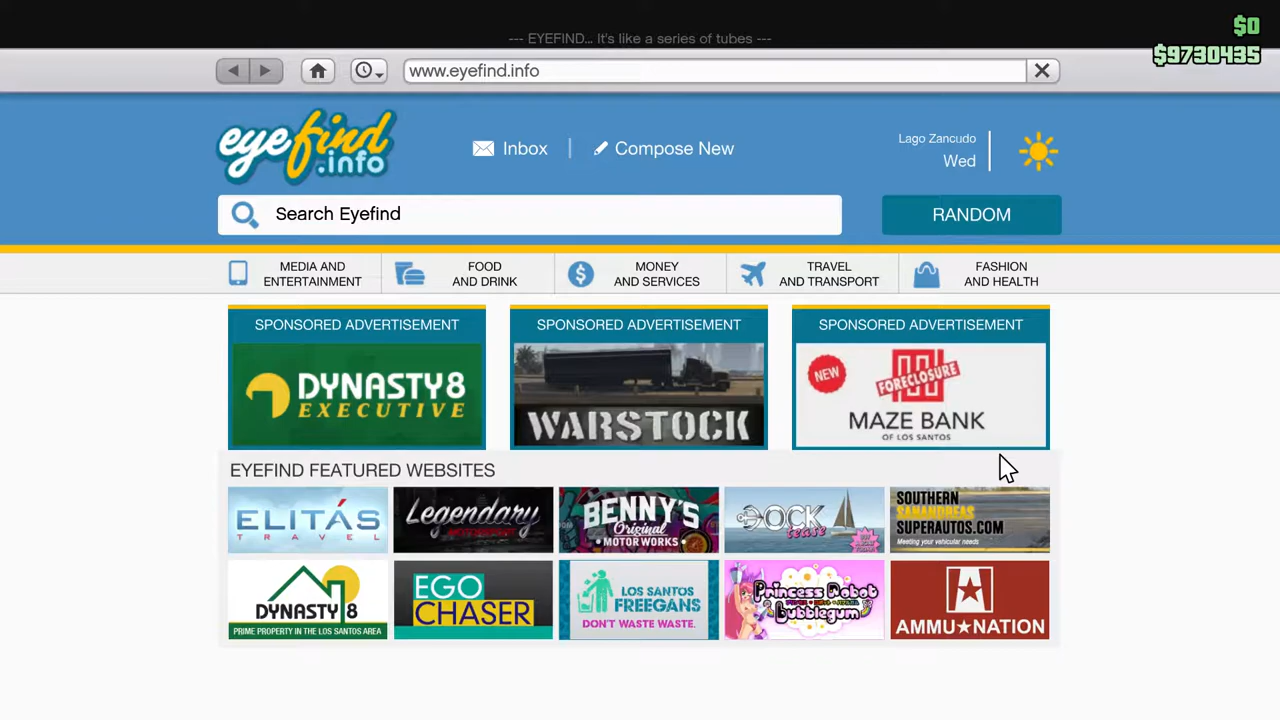 $0
--- EYEFIND... It's like a series of tubes ---
$9730435
www.eyefind.info
eyefind
.info
Inbox
Compose New
Lago Zancudo
Wed
Search Eyefind
RANDOM
MEDIA AND
ENTERTAINMENT
FOOD
AND DRINK
MONEY
AND SERVICES
TRAVEL
AND TRANSPORT
FASHION
AND HEALTH
SPONSORED ADVERTISEMENT
DYNASTY8
EXECUTIVE
SPONSORED ADVERTISEMENT
WARSTOCK
SPONSORED ADVERTISEMENT
NEW
FORECLOSURE
MAZE BANK
OF LOS SANTOS
EYEFIND FEATURED WEBSITES
ELITÁS
TRAVEL
Legendary
MOTORSPORT
BENNY'S
Original
MOTOR WORKS
DOCK
tease
SOUTHERN
SANANDREAS
SUPERAUTOS.COM
Meeting your vehicular needs
DYNASTY 8
PRIME PROPERTY IN THE LOS SANTOS AREA
EGO
CHASER
LOS SANTOS
FREEGANS
DON'T WASTE WASTE.
Princess Robot
Bubblegum
AMMU★NATION